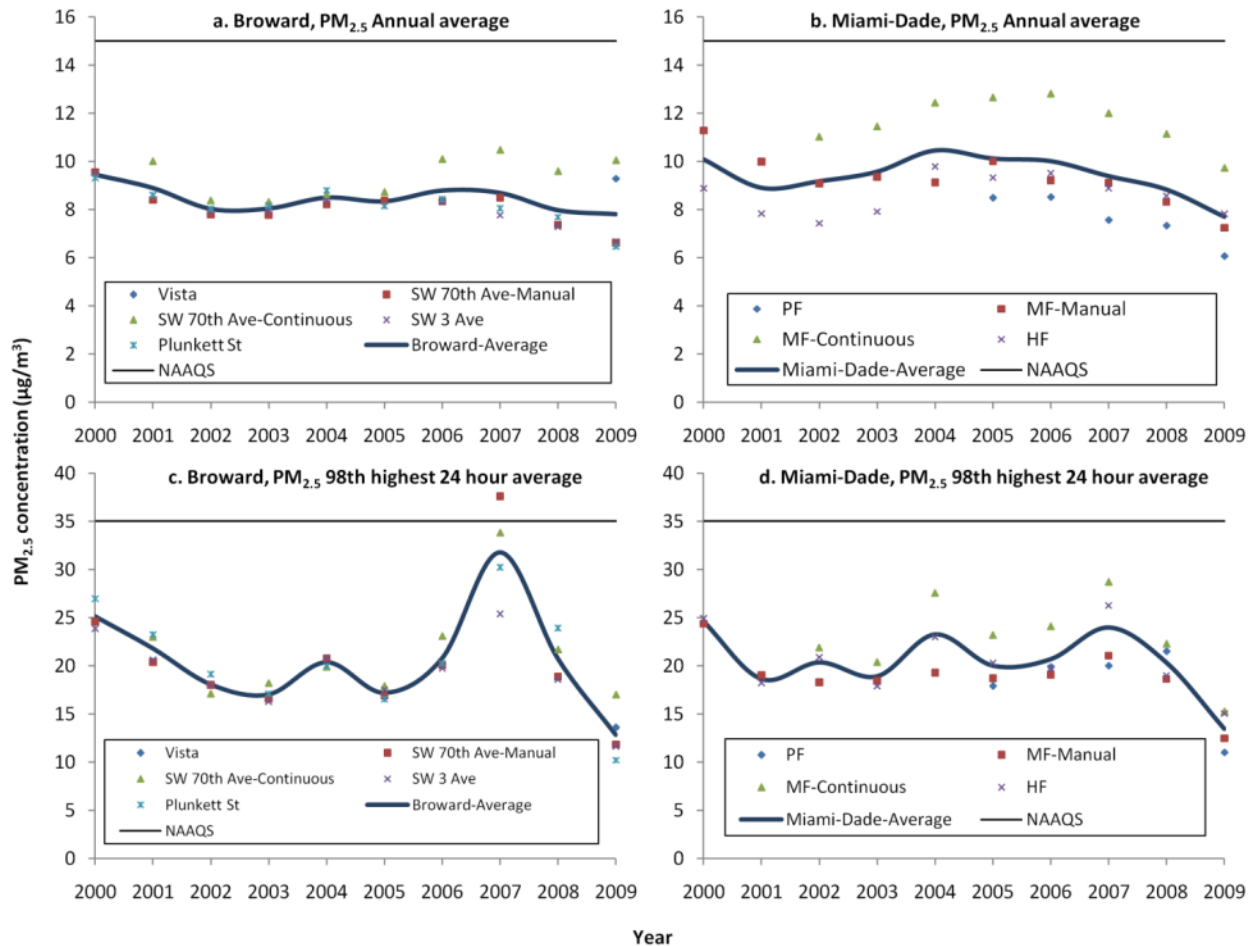 a. Broward, PM2.5 Annual average
16
14
12
10
8
6
4
2
0
Vista
SW 70th Ave-Manual
SW 70th Ave-Continuous
SW 3 Ave
Plunkett St
Broward-Average
NAAQS
2000 2001 2002 2003 2004 2005 2006 2007 2008 2009
b. Miami-Dade, PM2.5 Annual average
16
14
12
10
8
6
4
2
0
PF
MF-Manual
MF-Continuous
HF
Miami-Dade-Average
NAAQS
2000 2001 2002 2003 2004 2005 2006 2007 2008 2009
PM2.5 concentration (µg/m3)
c. Broward, PM2.5 98th highest 24 hour average
40
35
30
25
20
15
10
5
0
Vista
SW 70th Ave-Manual
SW 70th Ave-Continuous
SW 3 Ave
Plunkett St
Broward-Average
NAAQS
2000 2001 2002 2003 2004 2005 2006 2007 2008 2009
d. Miami-Dade, PM2.5 98th highest 24 hour average
40
35
30
25
20
15
10
5
0
PF
MF-Manual
MF-Continuous
HF
Miami-Dade-Average
NAAQS
2000 2001 2002 2003 2004 2005 2006 2007 2008 2009
Year